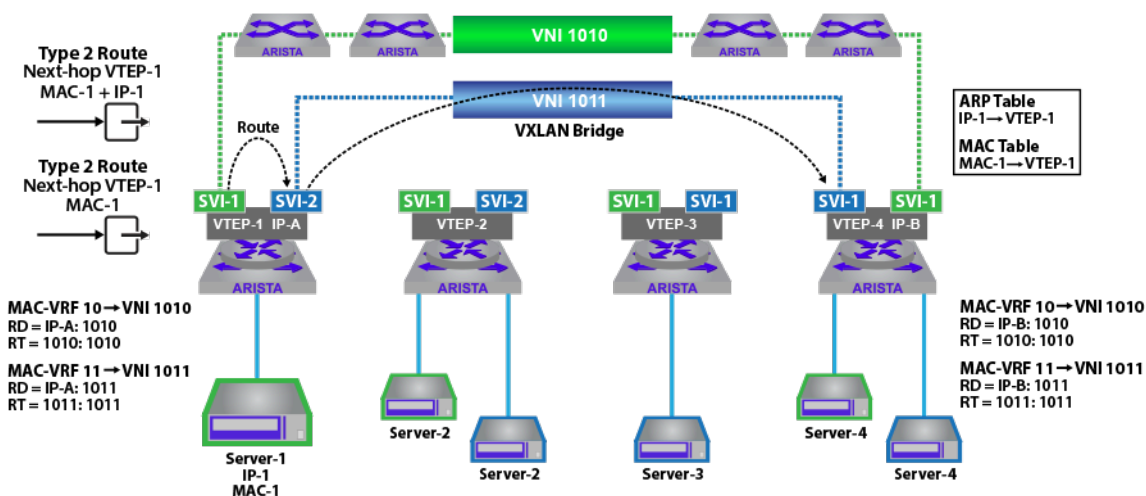 Type 2 Route
Next-hop VTEP-1
MAC-1 + IP-1
Type 2 Route
Next-hop VTEP-1
MAC-1
ARISTA
ARISTA
VNI 1010
ARISTA
ARISTA
VNI 1011
VXLAN Bridge
Route
ARP Table
IP-1→VTEP-1
MAC Table
MAC-1→VTEP-1
SVI-1
SVI-2
VTEP-1 IP-A
ARISTA
SVI-1
SVI-2
VTEP-2
ARISTA
SVI-1
SVI-1
VTEP-3
ARISTA
SVI-1
SVI-1
VTEP-4 IP-B
ARISTA
MAC-VRF 10→VNI 1010
RD = IP-A: 1010
RT = 1010: 1010
MAC-VRF 11→VNI 1011
RD = IP-A: 1011
RT = 1011: 1011
MAC-VRF 10→VNI 1010
RD = IP-B: 1010
RT = 1010: 1010
MAC-VRF 11→VNI 1011
RD = IP-B: 1011
RT = 1011: 1011
Server-1
IP-1
MAC-1
Server-2
Server-2
Server-3
Server-4
Server-4